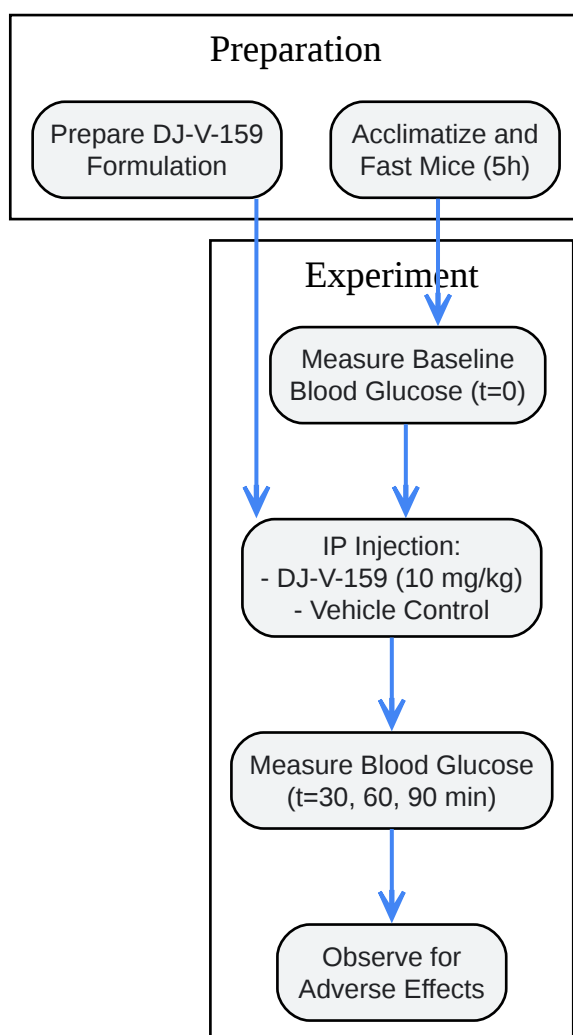 Preparation
Prepare DJ-V-159
Formulation
Acclimatize and
Fast Mice (5h)
Experiment
Measure Baseline
Blood Glucose (t=0)
IP Injection:
- DJ-V-159 (10 mg/kg)
- Vehicle Control
Measure Blood Glucose
(t=30, 60, 90 min)
Observe for
Adverse Effects